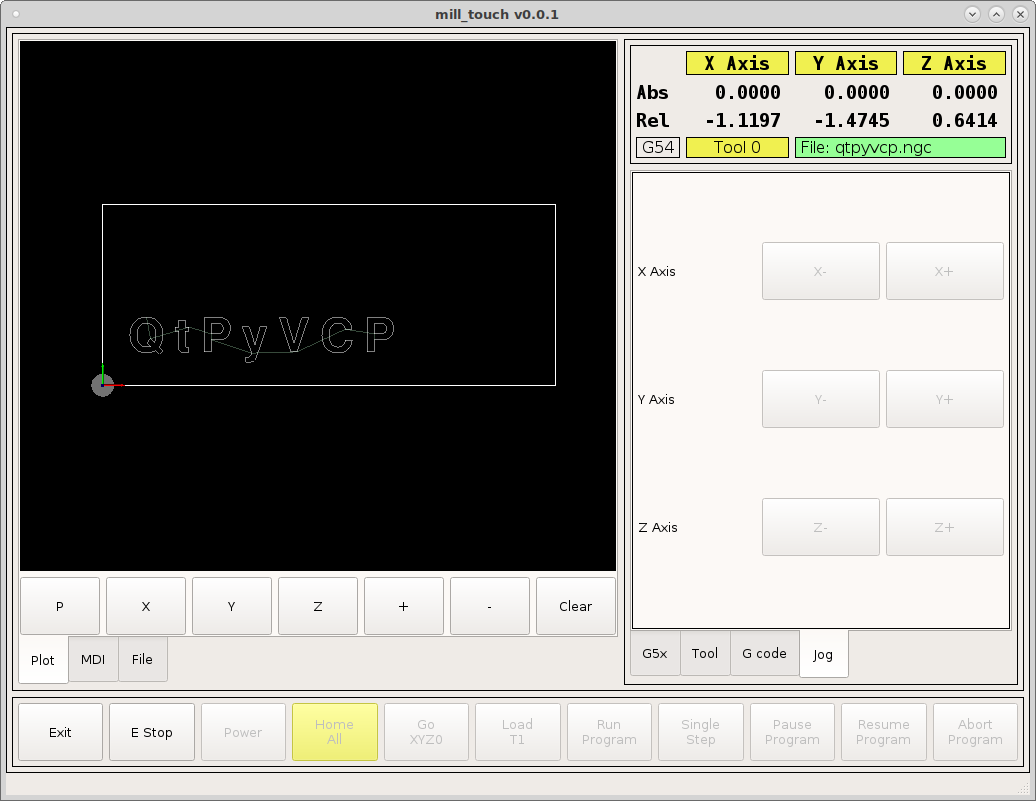 mill_touch v0.0.1
X Axis Y Axis Z Axis
Abs 0.0000 0.0000 0.0000
Rel -1.1197 -1.4745 0.6414
G54 Tool 0 File: qtpyvcp.ngc
QtPyVCP
X Axis X- X+
Y Axis Y- Y+
Z Axis Z- Z+
P X Y Z + - Clear
Plot MDI File
G5x Tool G code Jog
Exit
E Stop
Power
Home
All
Go
XYZ0
Load
T1
Run
Program
Single
Step
Pause
Program
Resume
Program
Abort
Program